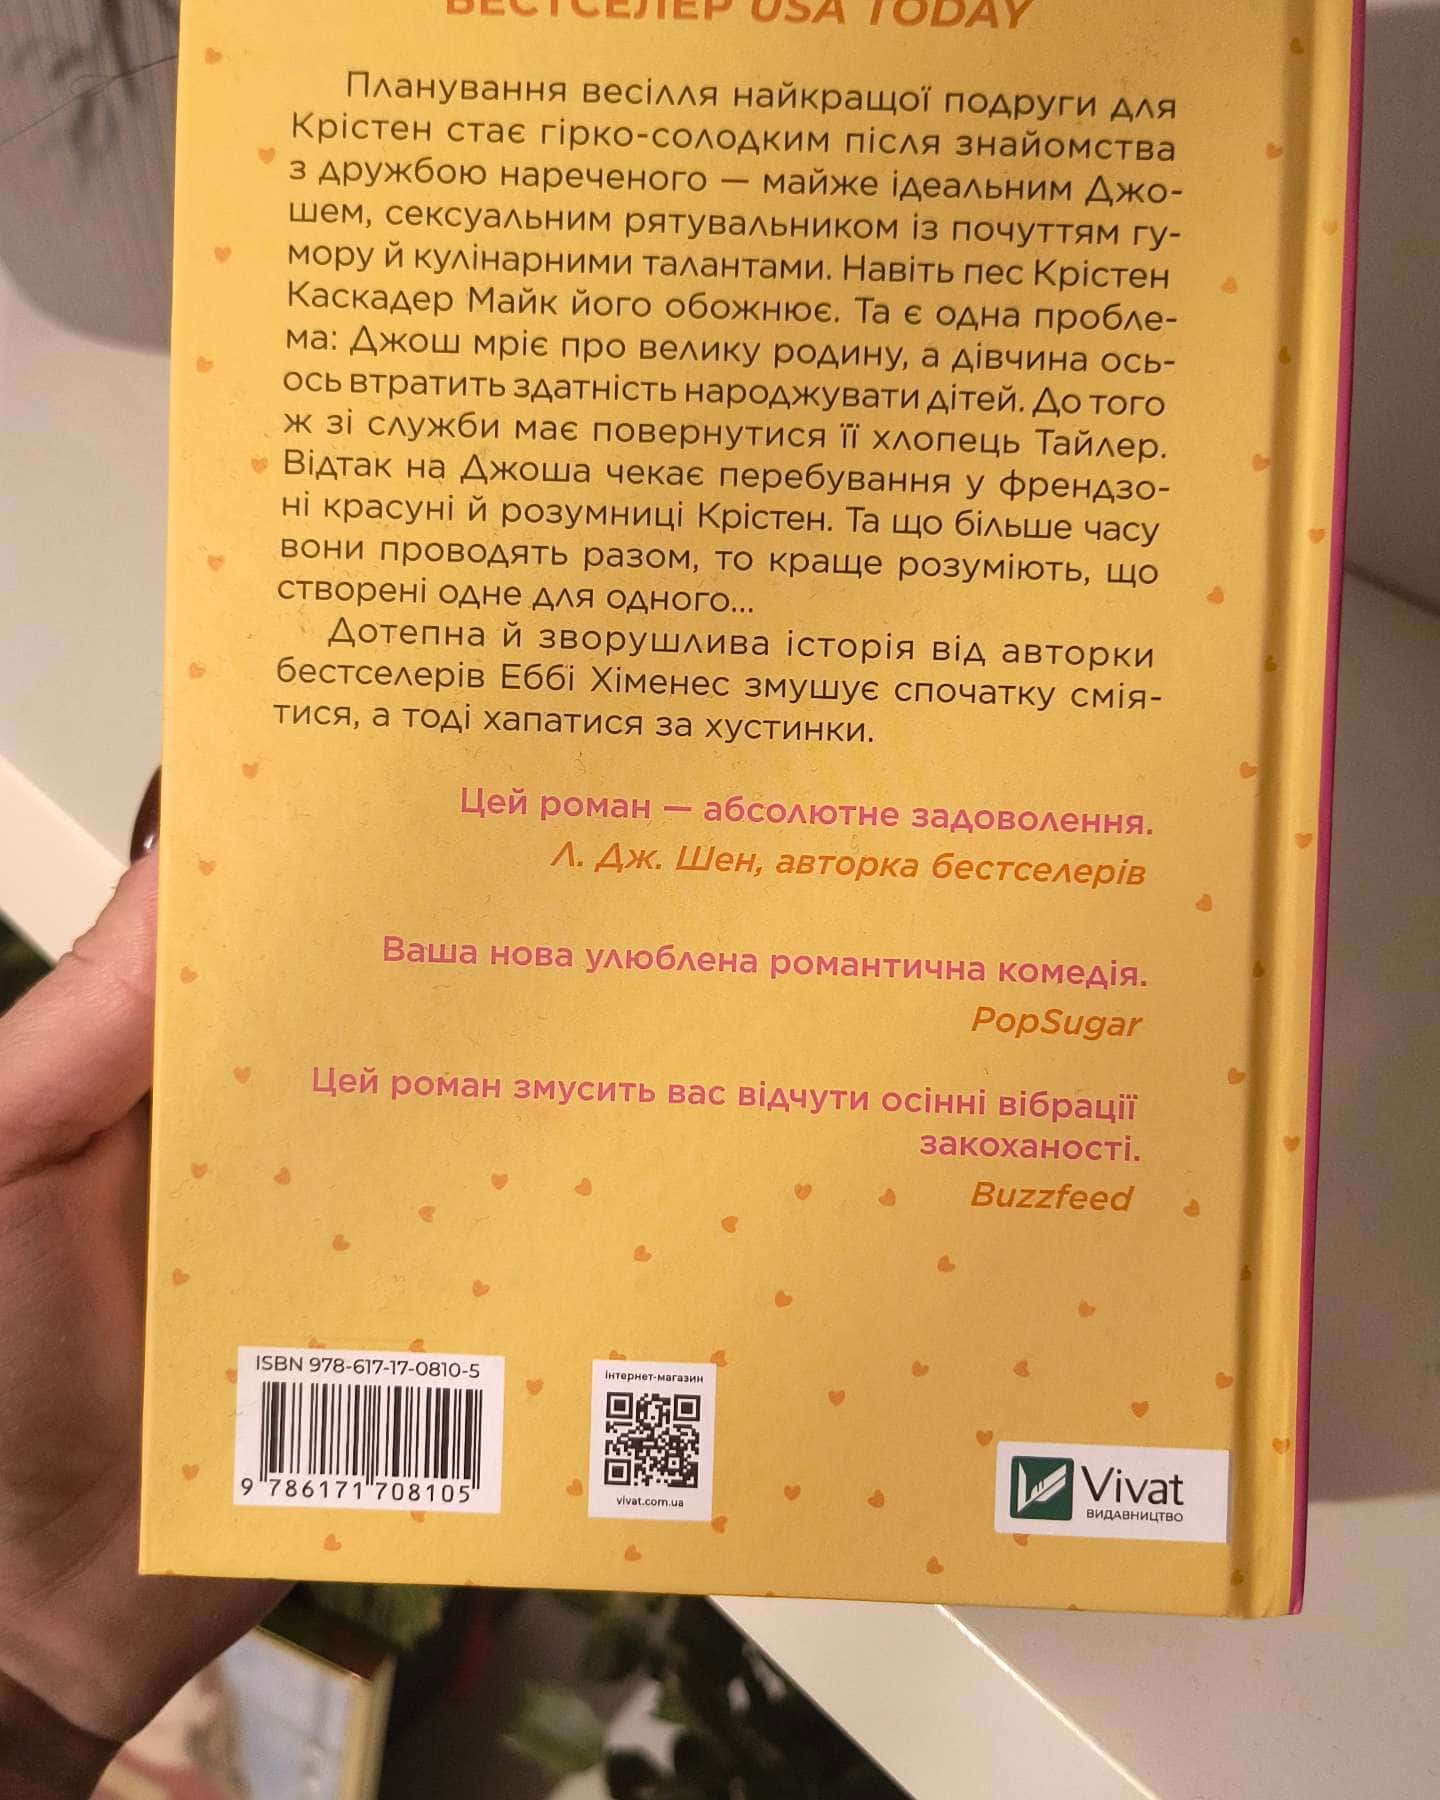 БЕСТСЕЛЕР USA TODAY
Планування весілля найкращої подруги для
Крістен стає гірко-солодким після знайомства
з дружбою нареченого — майже ідеальним Джо-
шем, сексуальним рятувальником із почуттям гу-
мору й кулінарними талантами. Навіть пес Крістен
Каскадер Майк його обожнює. Та є одна пробле-
ма: Джош мріє про велику родину, а дівчина ось-
ось втратить здатність народжувати дітей. До того
ж зі служби має повернутися її хлопець Тайлер.
Відтак на Джоша чекає перебування у френдзо-
ні красуні й розумниці Крістен. Та що більше часу
вони проводять разом, то краще розуміють, що
створені одне для одного...
Дотепна й зворушлива історія від авторки
бестселерів Еббі Хіменес змушує спочатку смія-
тися, а тоді хапатися за хустинки.
Цей роман — абсолютне задоволення.
Л. Дж. Шен, авторка бестселерів
Ваша нова улюблена романтична комедія.
PopSugar
Цей роман змусить вас відчути осінні вібрації
закоханості.
Buzzfeed
ISBN 978-617-17-0810-5
9 786171 708105
інтернет-магазин
vivat.com.ua
Vivat
ВИДАВНИЦТВО